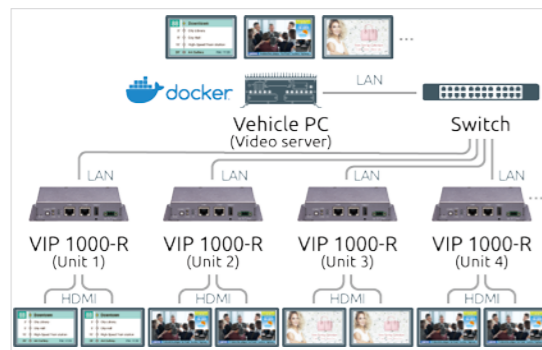 ...
LAN
docker
Vehicle PC
(Video server)
Switch
LAN
LAN
LAN
LAN
...
VIP 1000-R
(Unit 1)
VIP 1000-R
(Unit 2)
VIP 1000-R
(Unit 3)
VIP 1000-R
(Unit 4)
HDMI
HDMI
HDMI
HDMI